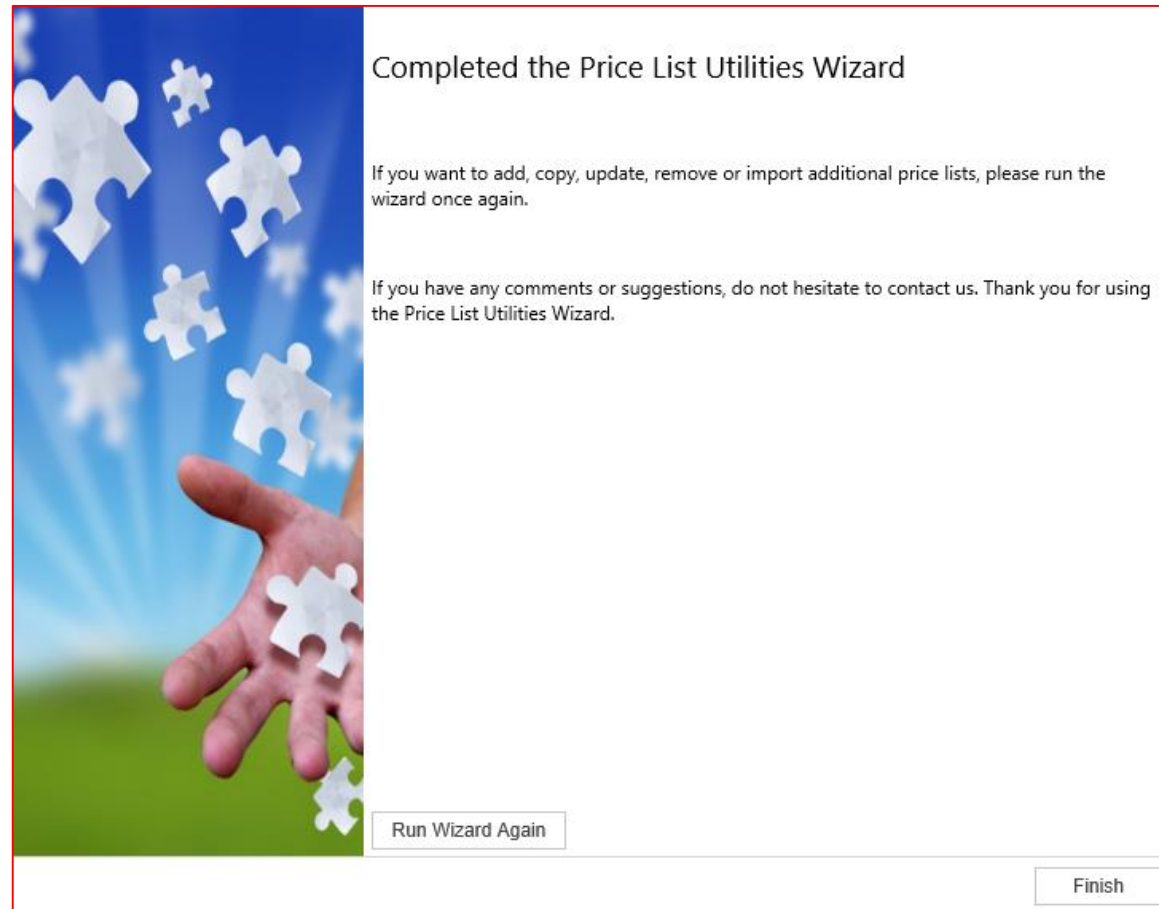 Completed the Price List Utilities Wizard
If you want to add, copy, update, remove or import additional price lists, please run the
wizard once again.
If you have any comments or suggestions, do not hesitate to contact us. Thank you for using
the Price List Utilities Wizard.
Run Wizard Again
Finish